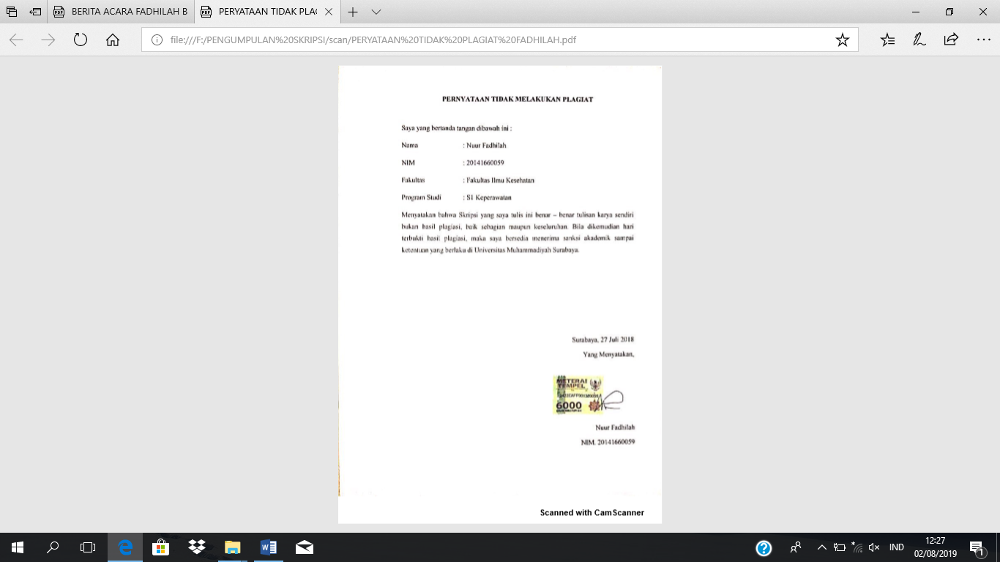 BERITA ACARA FADHILAH B
PERYATAAN TIDAK PLAG
file:///F:/PENGUMPULAN%20SKRIPSI/scan/PERYATAAN%20TIDAK%20PLAGIAT%20FADHILAH.pdf
PERNYATAAN TIDAK MELAKUKAN PLAGIAT
Saya yang bertanda tangan dibawah ini :
Nama : Nuur Fadhilah
NIM : 20141660059
Fakultas : Fakultas Ilmu Kesehatan
Program Studi : S1 Keperawatan
Menyatakan bahwa Skripsi yang saya tulis ini benar – benar tulisan karya sendiri
bukan hasil plagiasi, baik sebagian maupun keseluruhan. Bila dikemudian hari
terbukti hasil plagiasi, maka saya bersedia menerima sanksi akademik sampai
ketentuan yang berlaku di Universitas Muhammadiyah Surabaya.
Surabaya, 27 Juli 2018
Yang Menyatakan,
METERAI
TEMPEL
6000
Nuur Fadhilah
NIM. 20141660059
Scanned with CamScanner
IND
12:27
02/08/2019
1